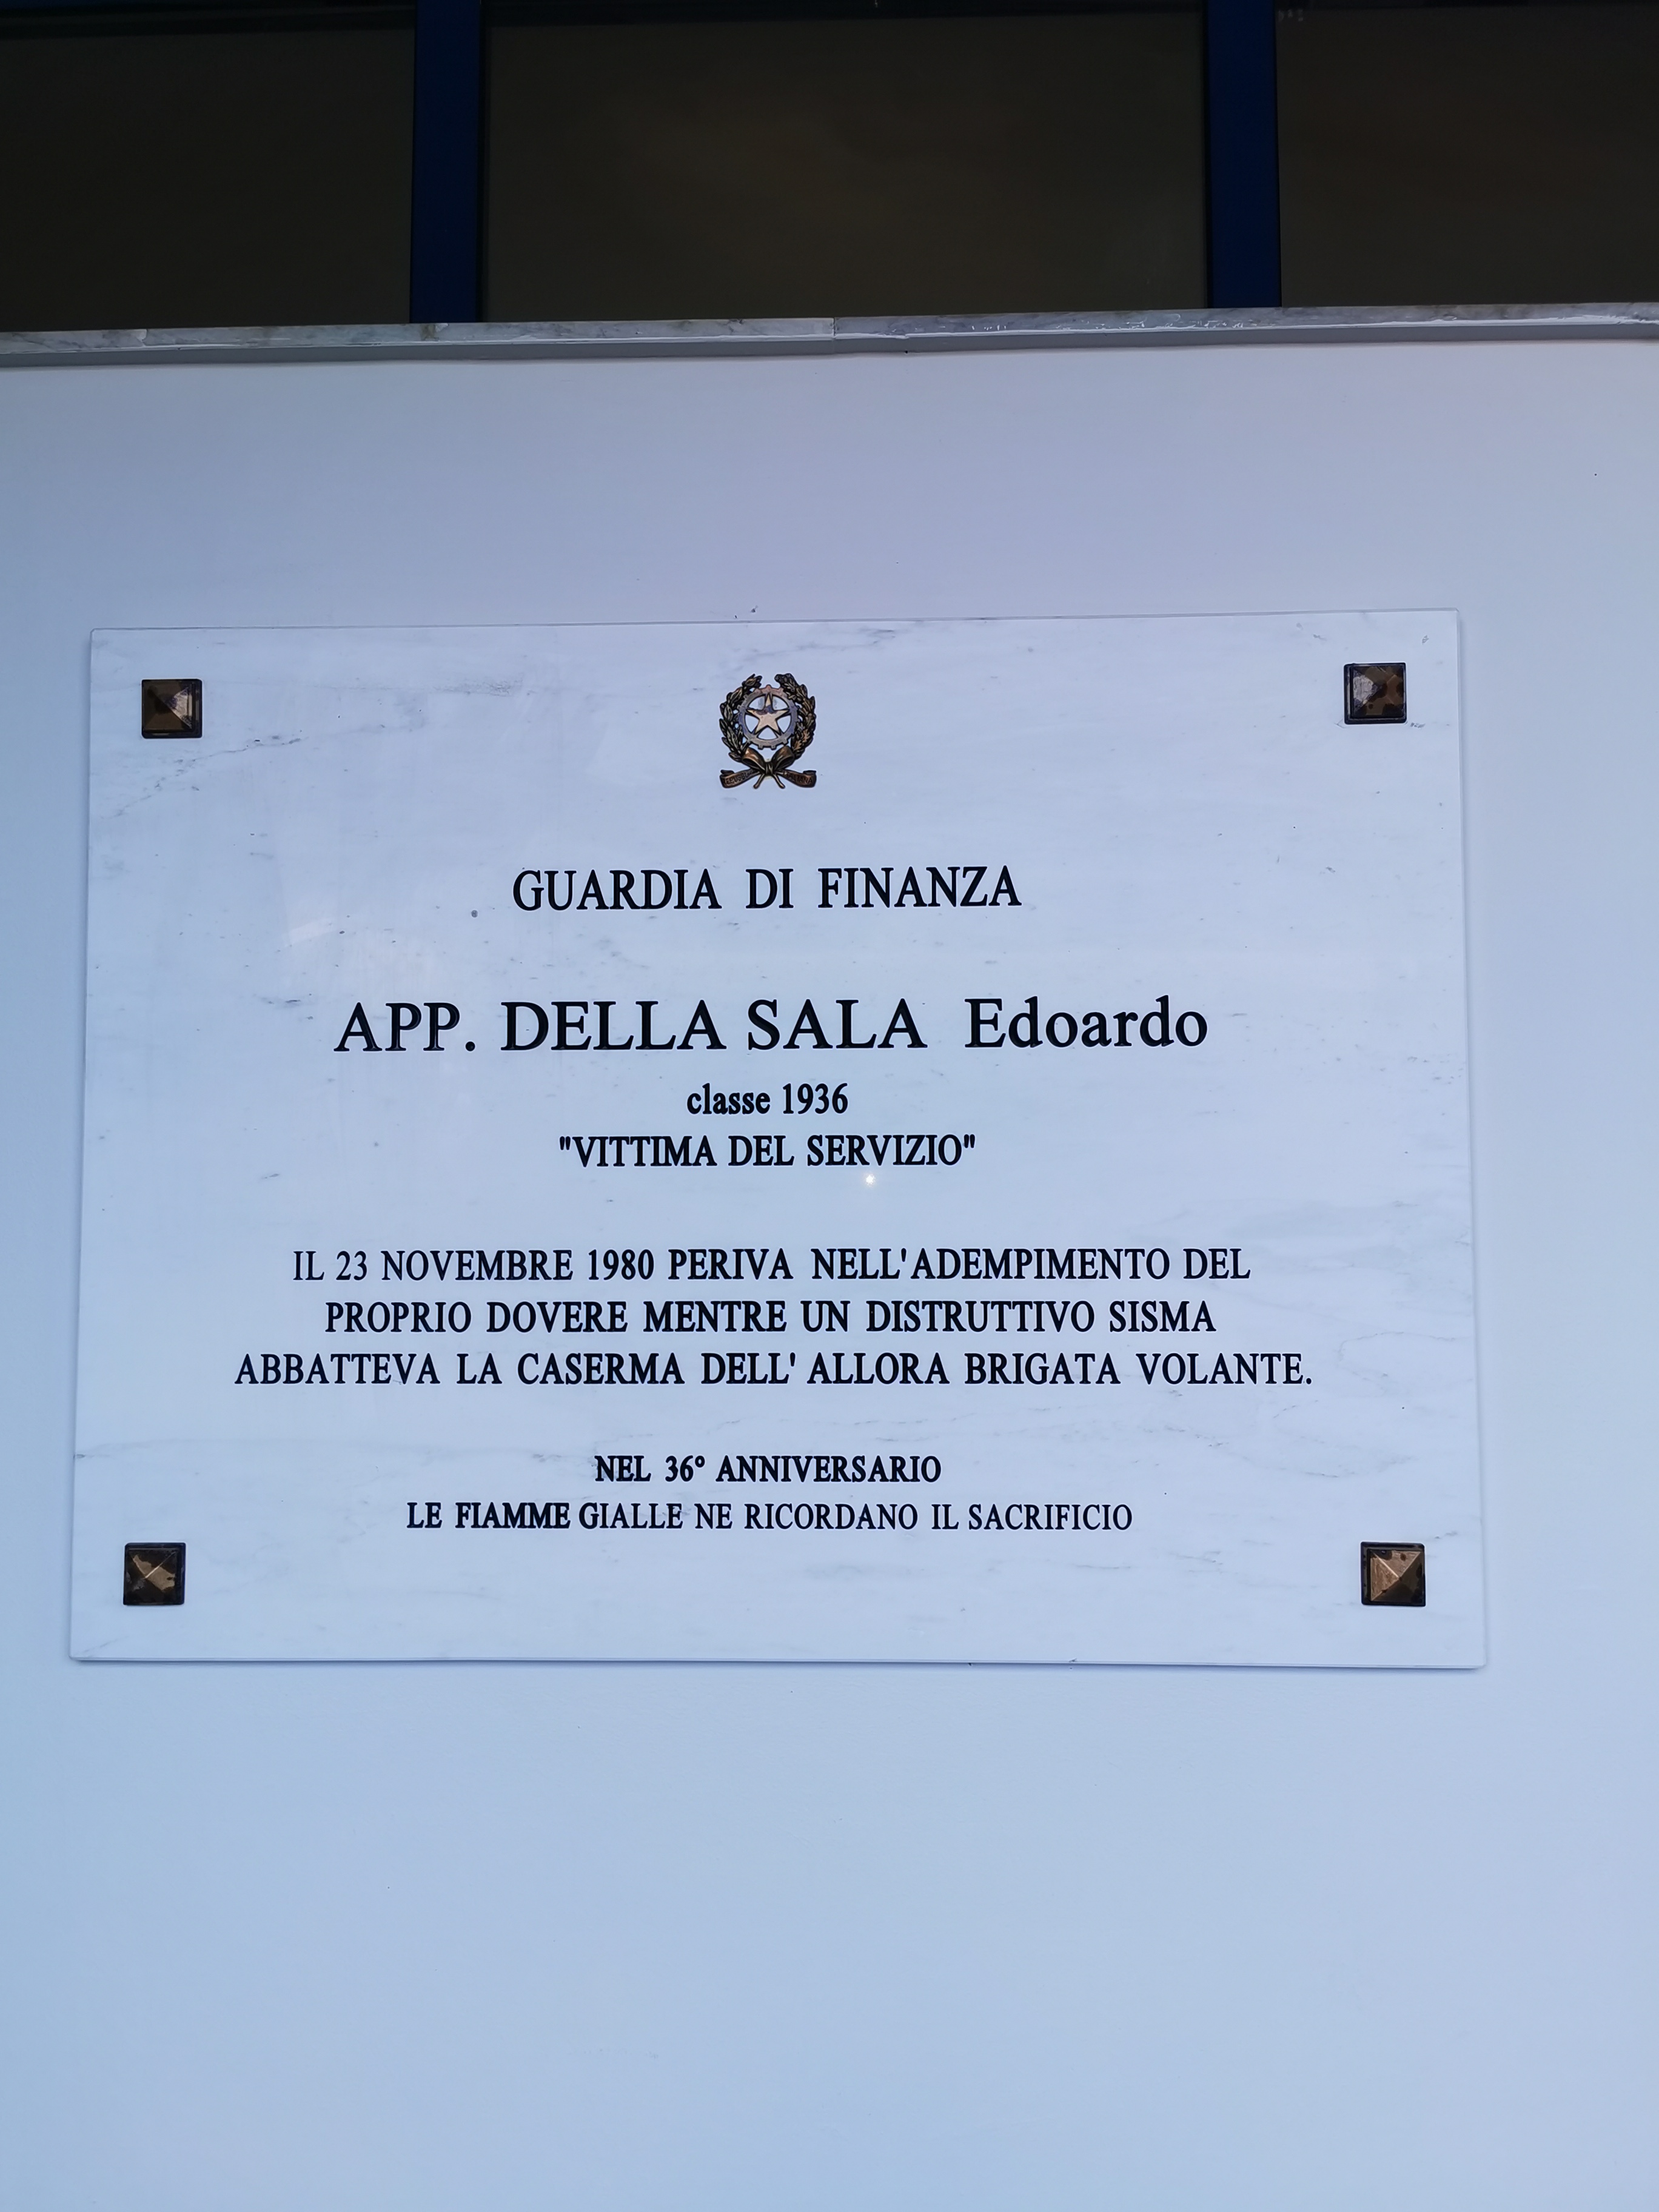 GUARDIA DI FINANZA
APP. DELLA SALA Edoardo
classe 1936
"VITTIMA DEL SERVIZIO"
IL 23 NOVEMBRE 1980 PERIVA NELL'ADEMPIMENTO DEL
PROPRIO DOVERE MENTRE UN DISTRUTTIVO SISMA
ABBATTEVA LA CASERMA DELL' ALLORA BRIGATA VOLANTE.
NEL 36° ANNIVERSARIO
LE FIAMME GIALLE NE RICORDANO IL SACRIFICIO